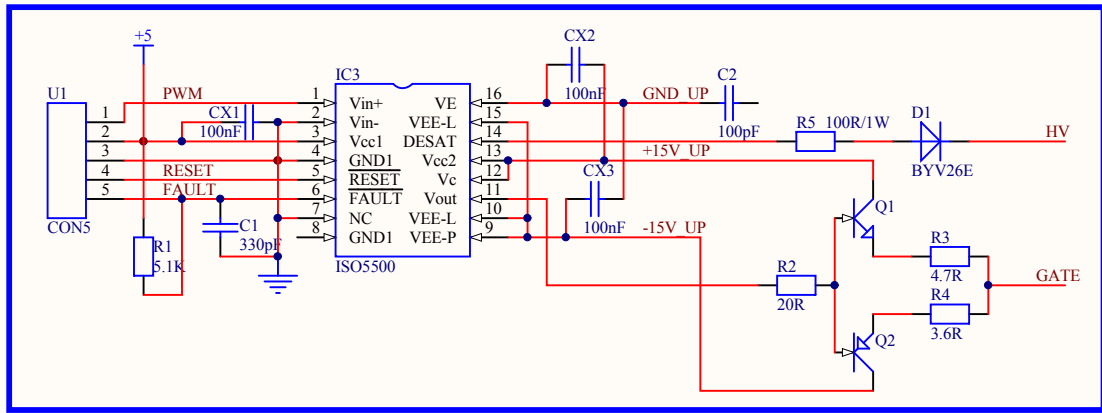 +5
CX2
IC3
U1
100nF
C2
PWM
1
Vin+
VE
16
GND_UP
1
CX1
2
Vin-
VEE-L
15
100pF
R5
100R/1W
D1
2
100nF
3
Vcc1
DESAT
14
HV
3
4
GND1
Vcc2
13
+15V_UP
4
RESET
5
RESET
Vc
12
CX3
BYV26E
5
FAULT
6
FAULT
Vout
11
Q1
CON5
7
NC
VEE-L
10
C1
100nF
-15V_UP
R1
330pF
8
GND1
VEE-P
9
R3
5.1K
ISO5500
R2
4.7R
GATE
20R
R4
3.6R
Q2